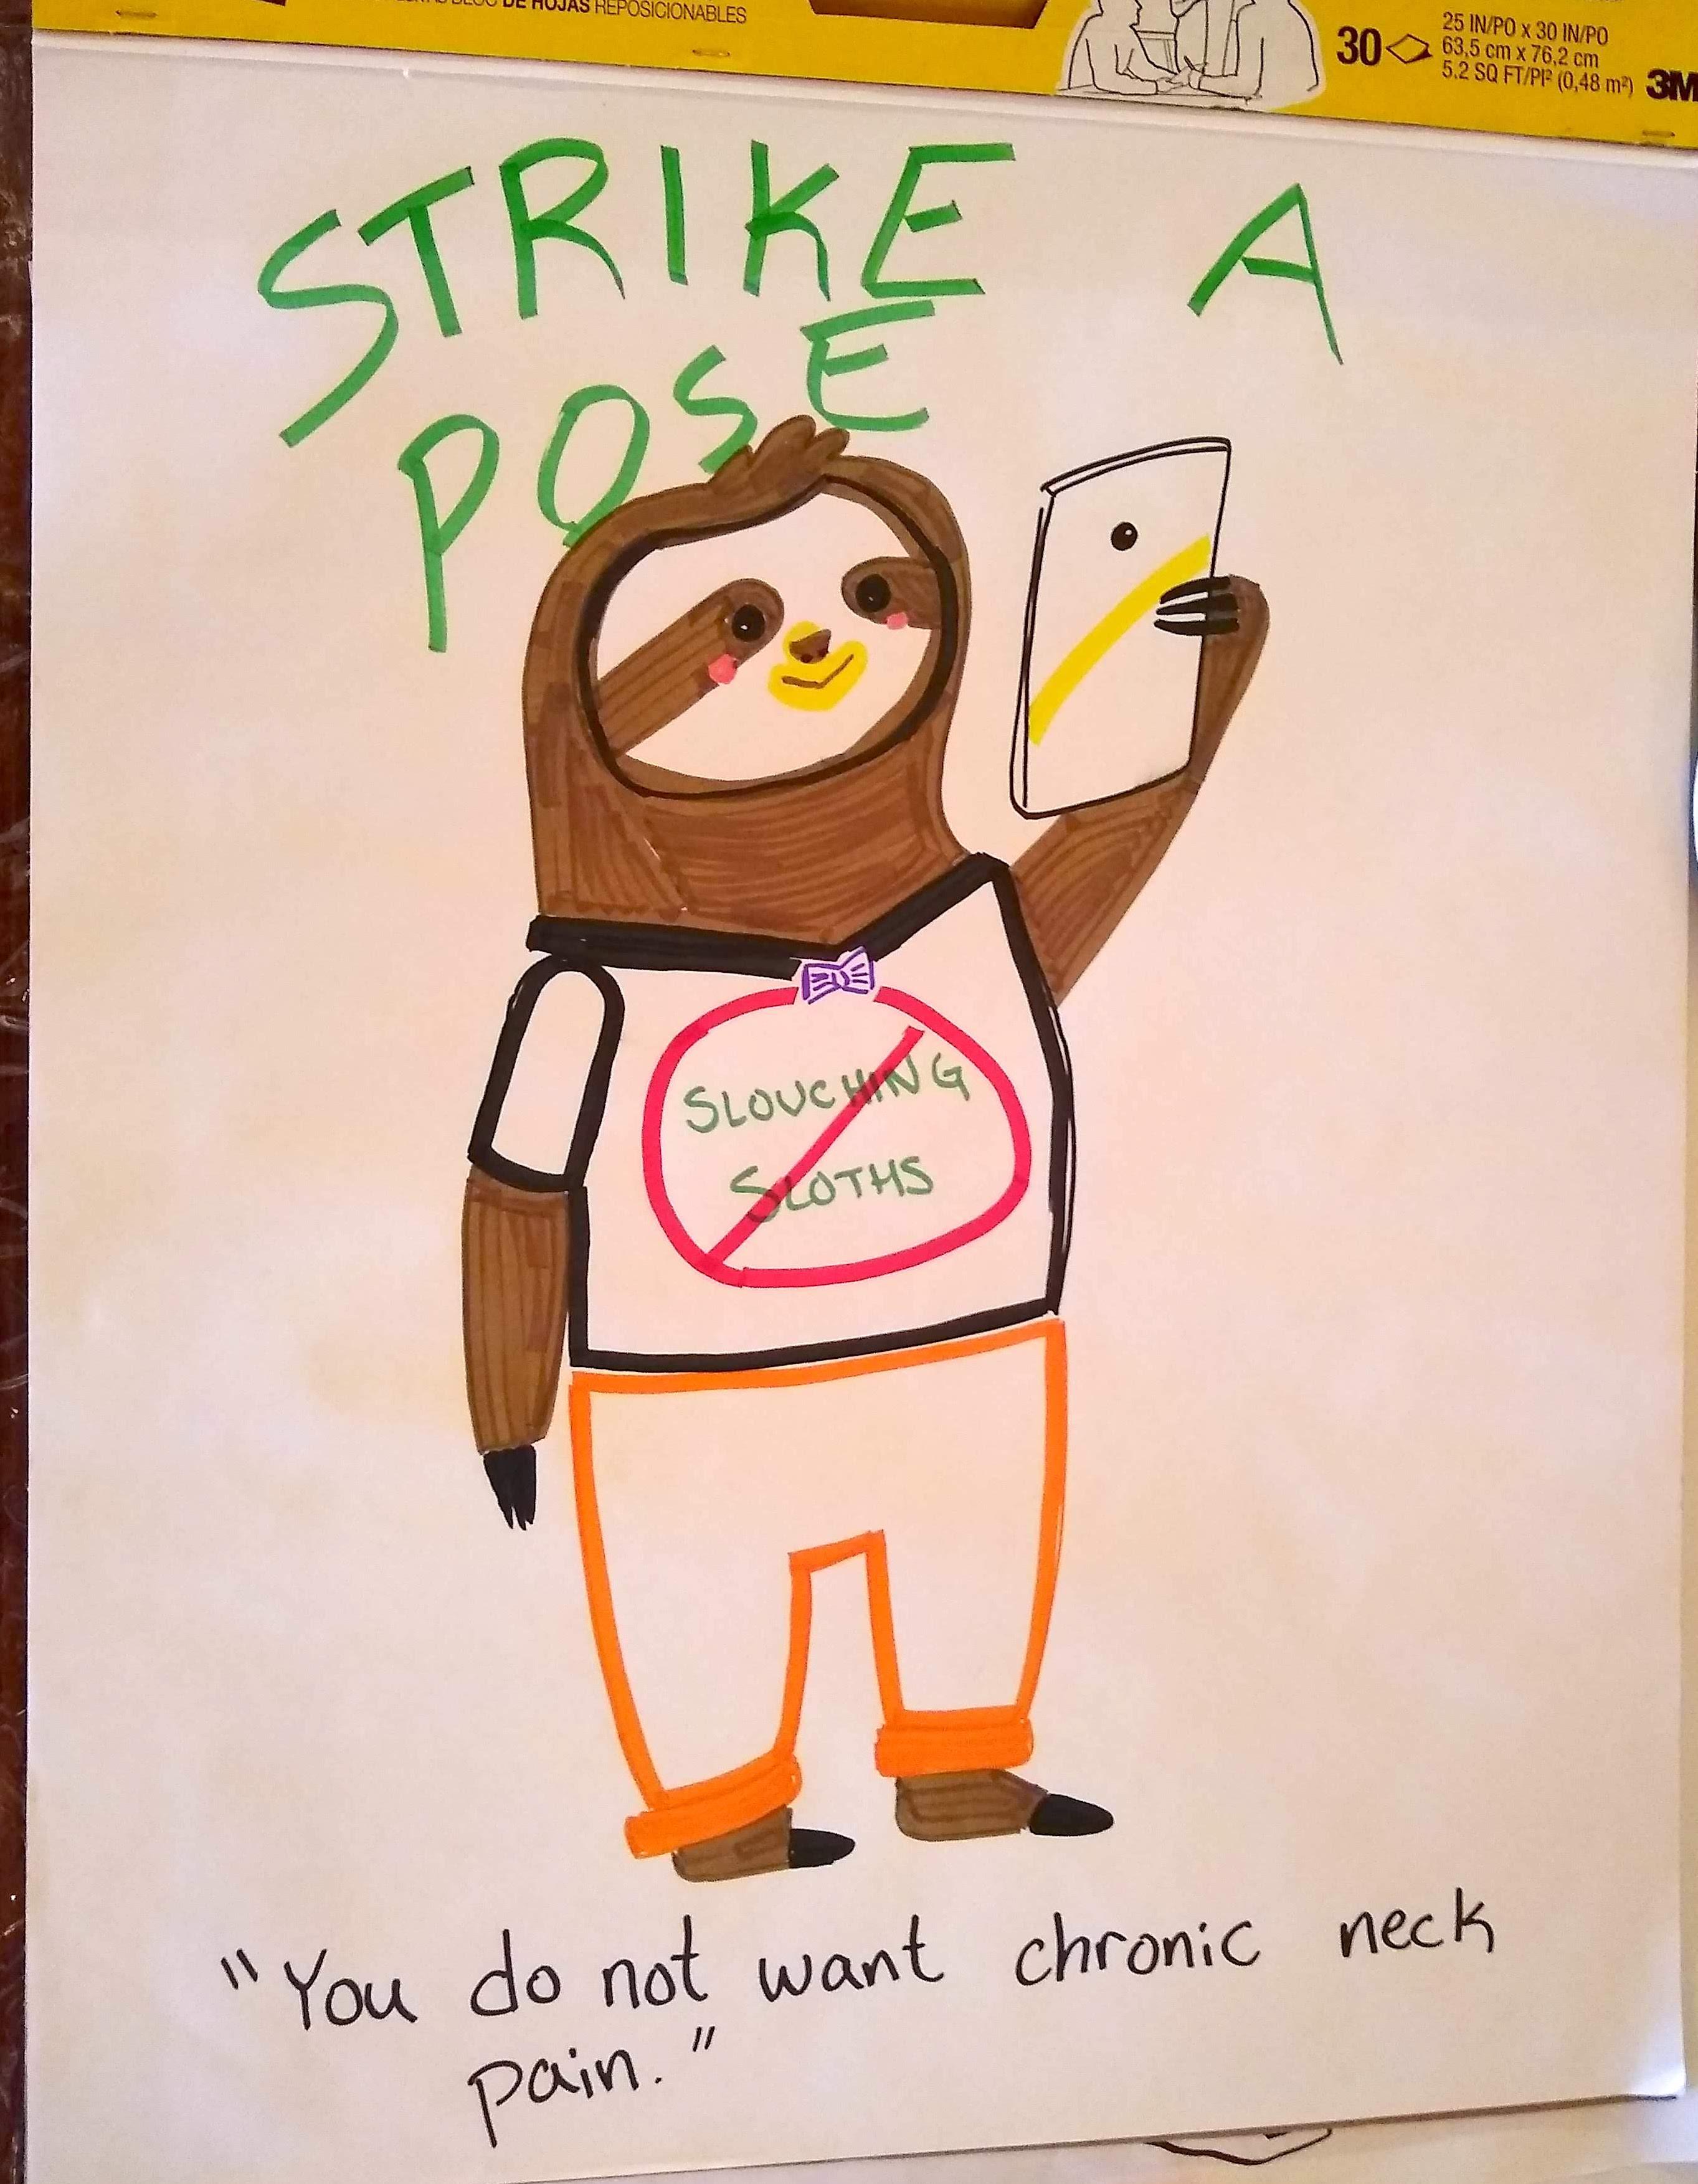 BLOC DE HOJAS REPOSICIONABLES
30
25 IN/PO x 30 IN/PO
63,5 cm x 76,2 cm
5.2 SQ FT/PI² (0,48 m²)
3M
STRIKE A
POSE
SLOUCHING
SLOTHS
"You do not want chronic neck
pain."